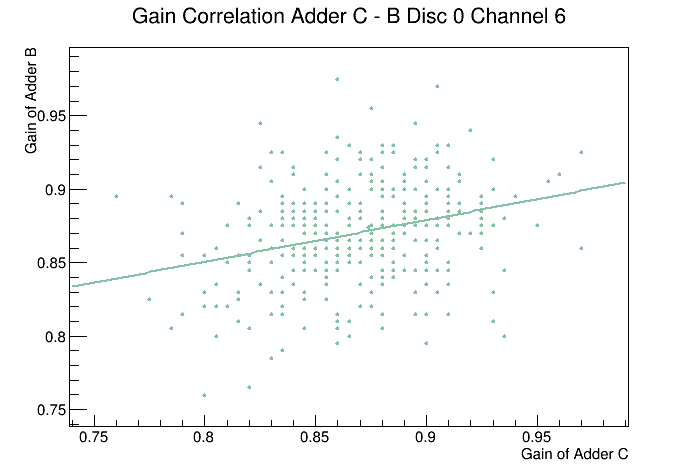 Gain Correlation Adder C - B Disc 0 Channel 6
Gain of Adder B
0.95
0.9
0.85
0.8
0.75
0.75 0.8 0.85 0.9 0.95
Gain of Adder C